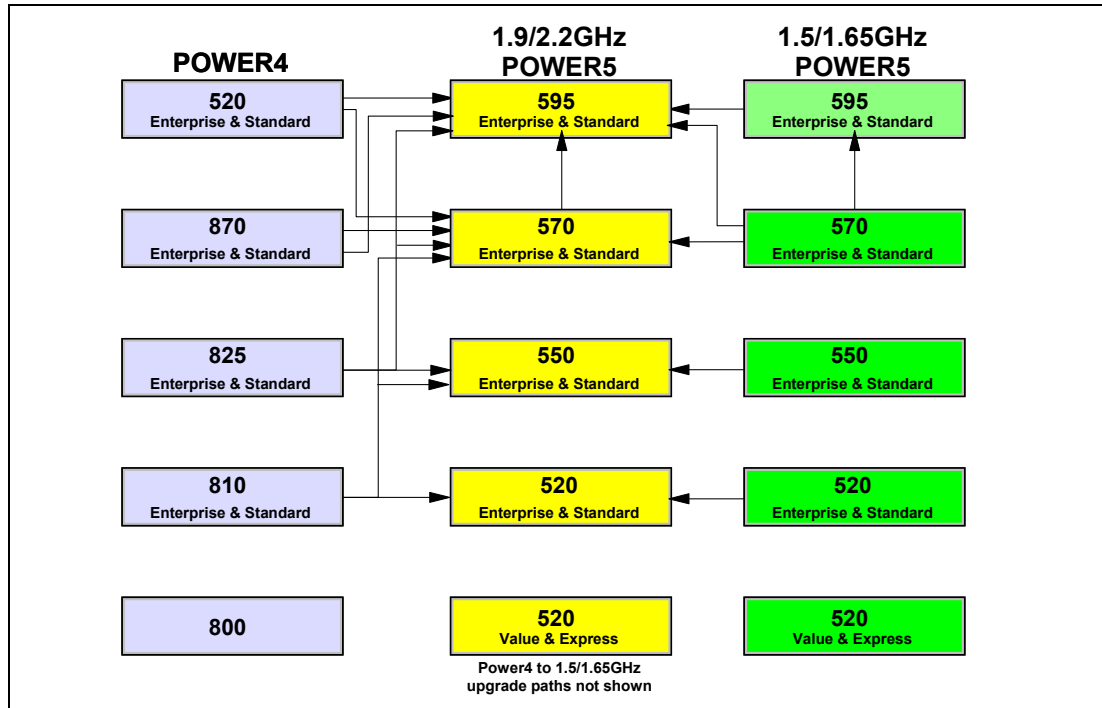 POWER4
1.9/2.2GHz
POWER5
1.5/1.65GHz
POWER5
520
Enterprise & Standard
595
Enterprise & Standard
595
Enterprise & Standard
870
Enterprise & Standard
570
Enterprise & Standard
570
Enterprise & Standard
825
Enterprise & Standard
550
Enterprise & Standard
550
Enterprise & Standard
810
Enterprise & Standard
520
Enterprise & Standard
520
Enterprise & Standard
800
520
Value & Express
520
Value & Express
Power4 to 1.5/1.65GHz
upgrade paths not shown